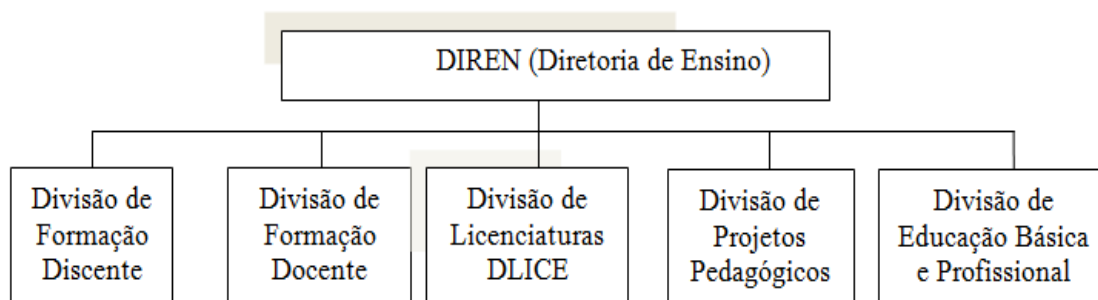 DIREN (Diretoria de Ensino)
Divisão de
Formação
Discente
Divisão de
Formação
Docente
Divisão de
Licenciaturas
DLICE
Divisão de
Projetos
Pedagógicos
Divisão de
Educação Básica
e Profissional